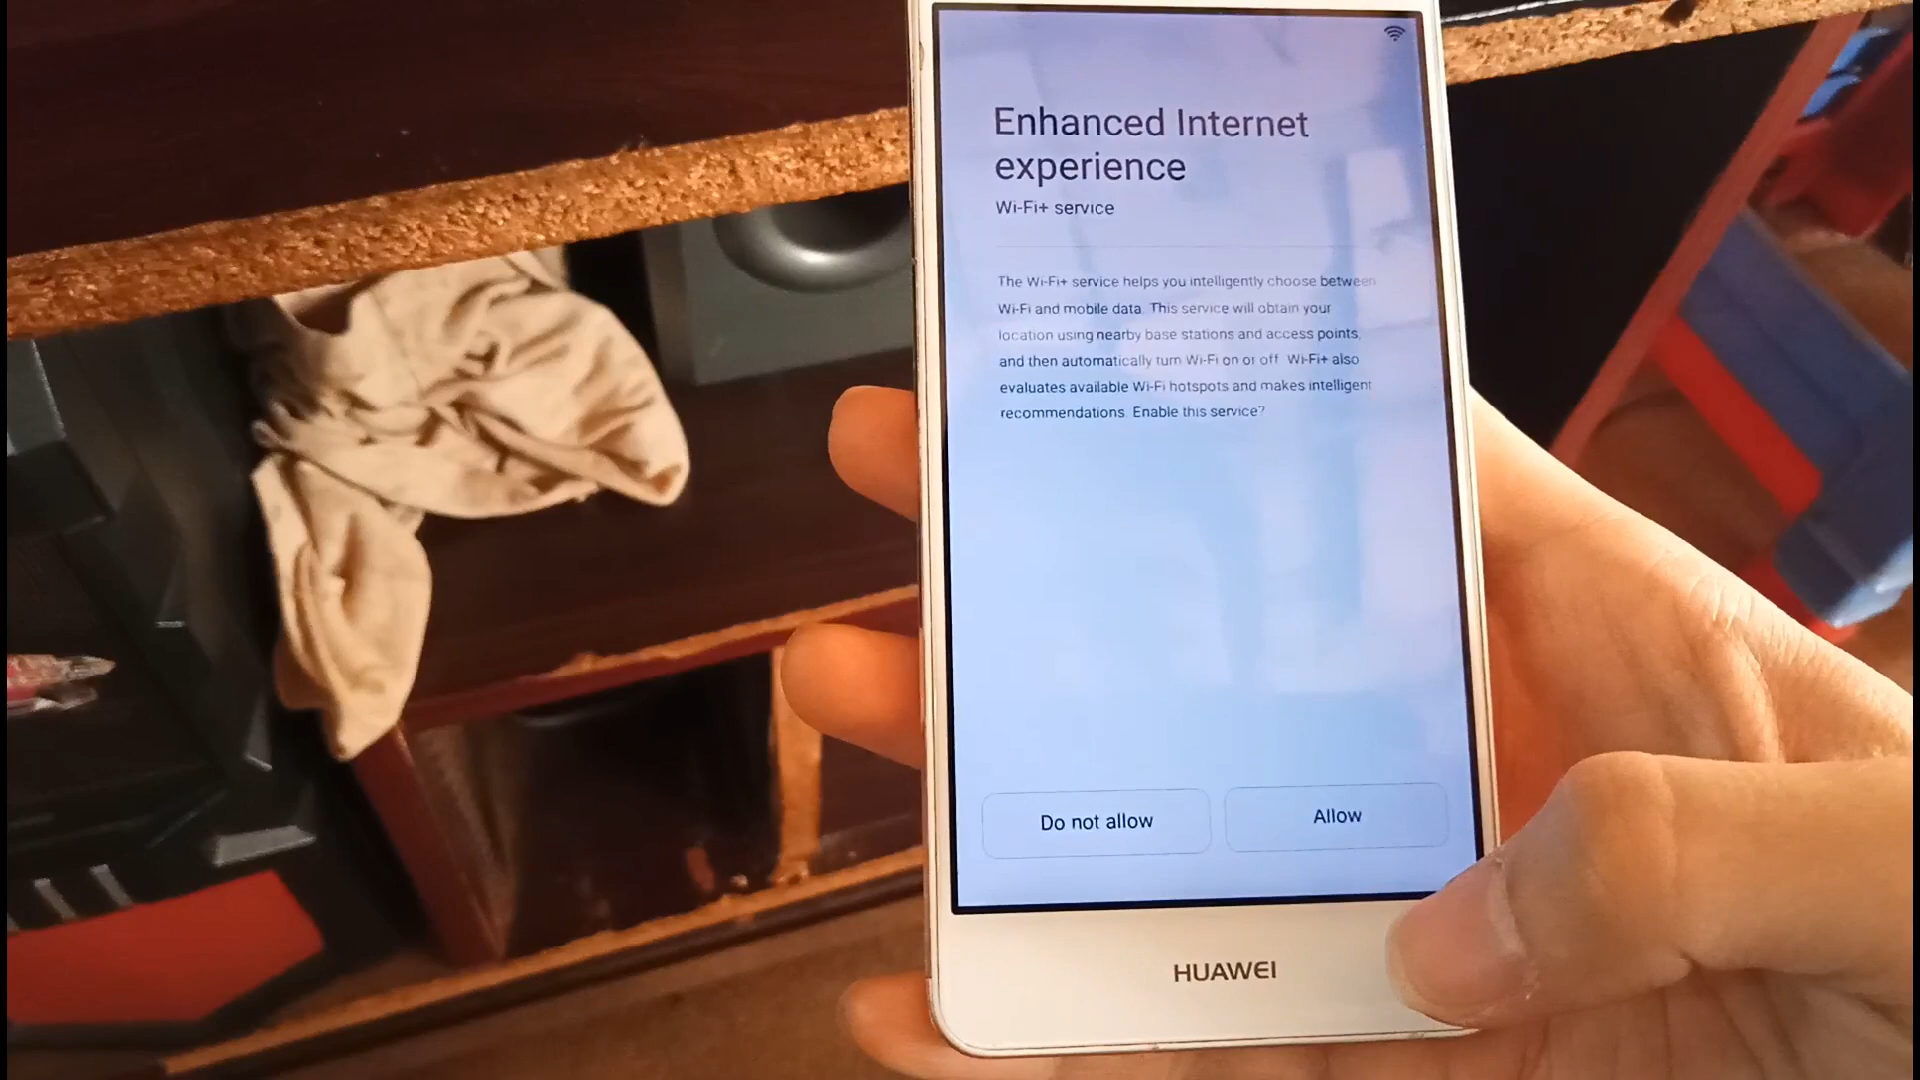 Enhanced Internet
experience
Wi-Fi+ service
The Wi-Fi+ service helps you intelligently choose between
Wi-Fi and mobile data. This service will obtain your
location using nearby base stations and access points,
and then automatically turn Wi-Fi on or off. Wi-Fi+ also
evaluates available Wi-Fi hotspots and makes intelligent
recommendations. Enable this service?
Do not allow
Allow
HUAWEI